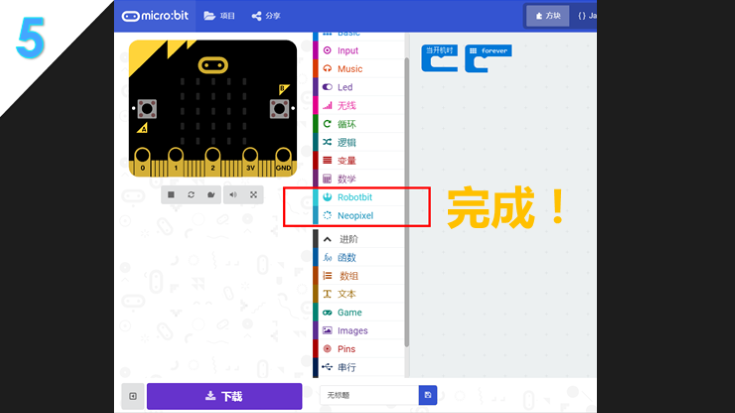 5
micro:bit
项目
分享
方块
{} Ja
Basic
Input
Music
Led
无线
循环
逻辑
变量
数学
Robotbit
Neopixel
进阶
函数
数组
文本
Game
Images
Pins
串行
当开机时
forever
B
A
0 1 2 3V GND
完成！
下载
无标题